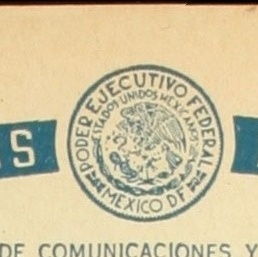 PODER EJECUTIVO FEDERAL
ESTADOS UNIDOS MEXICANOS
MEXICO DF
S
DE COMUNICACIONES Y